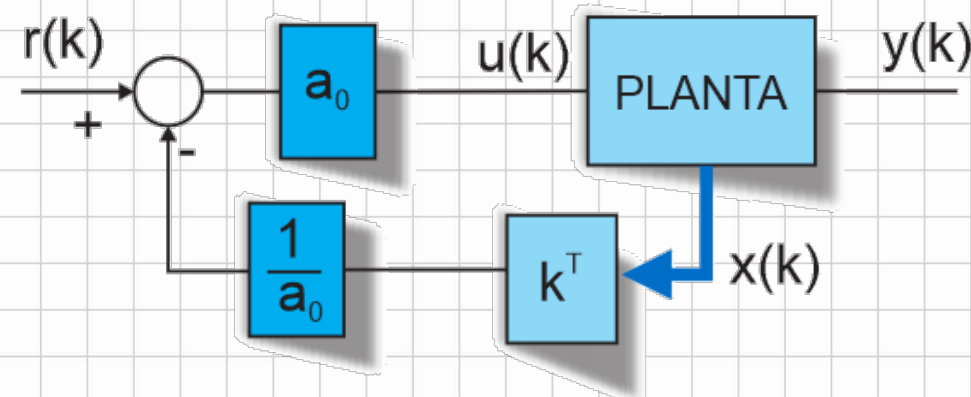 r(k)
+
-
a₀
u(k)
PLANTA
y(k)
1
a₀
kᵀ
x(k)